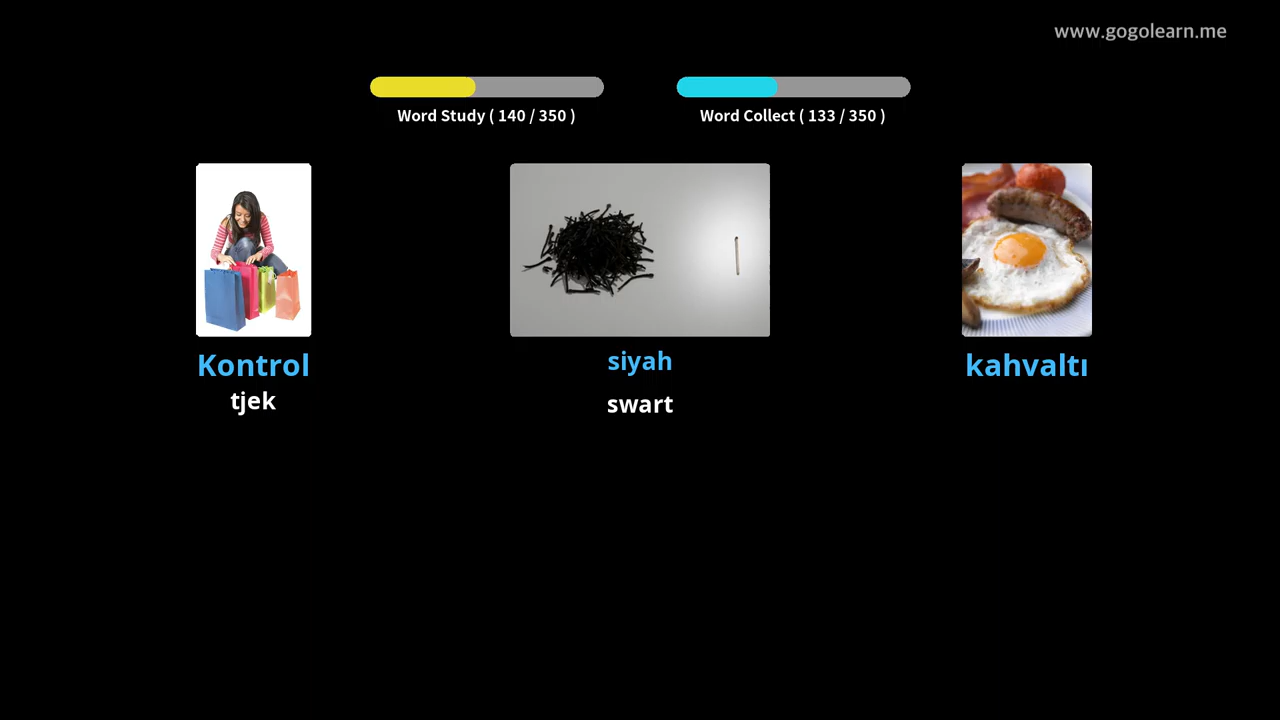 www.gogolearn.me
Word Study ( 140 / 350 )
Word Collect ( 133 / 350 )
Kontrol
tjek
siyah
swart
kahvaltı